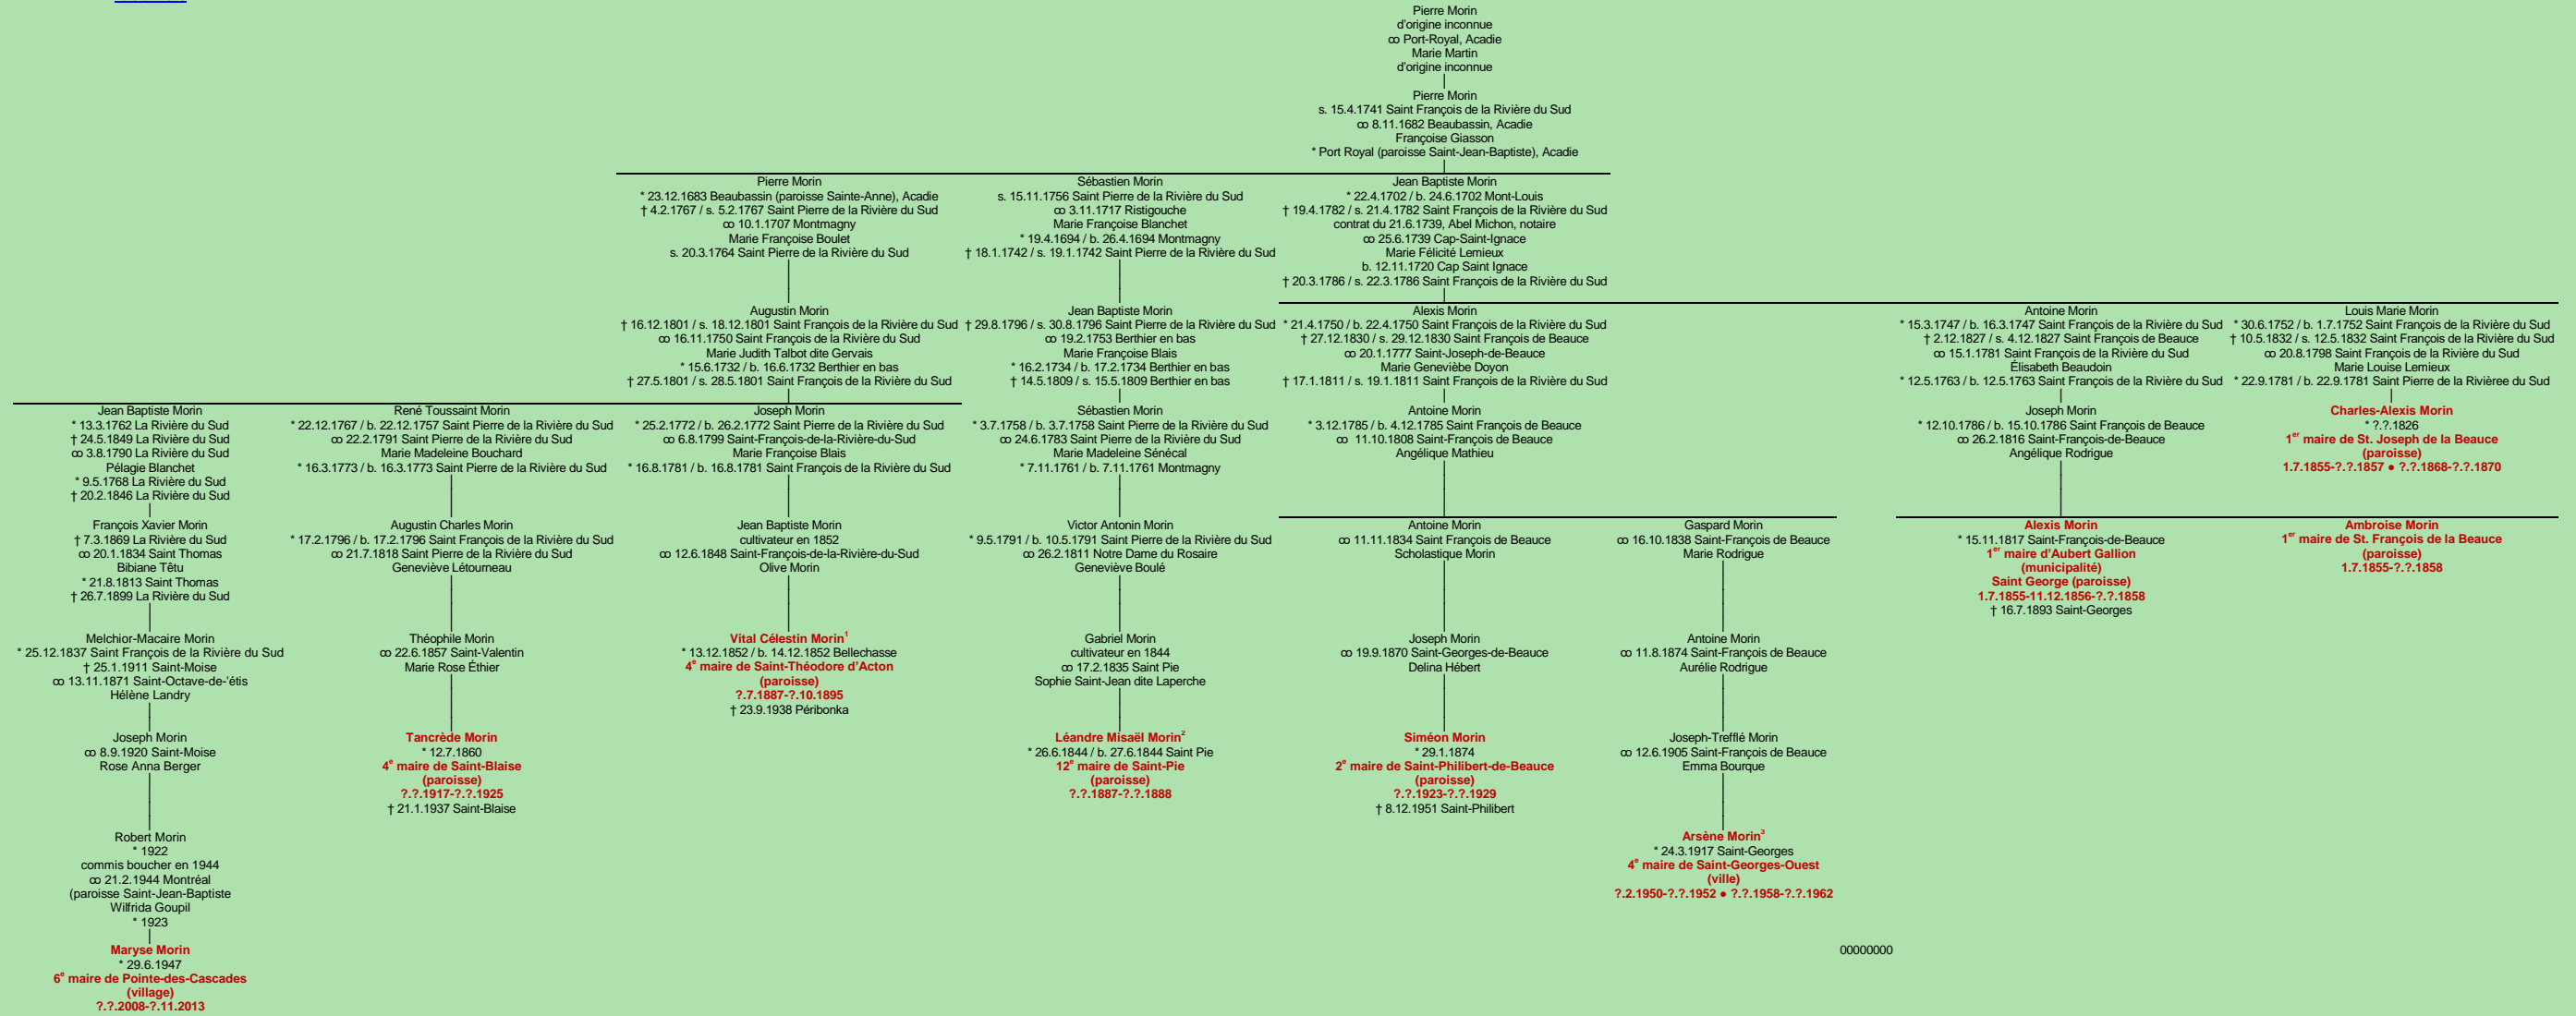 Pierre Morin
d'origine inconnue
ꝏ Port-Royal, Acadie
Marie Martin
d'origine inconnue
Pierre Morin
s. 15.4.1741 Saint François de la Rivière du Sud
ꝏ 8.11.1682 Beaubassin, Acadie
Françoise Giasson
* Port Royal (paroisse Saint-Jean-Baptiste), Acadie
Pierre Morin
* 23.12.1683 Beaubassin (paroisse Sainte-Anne), Acadie
† 4.2.1767 / s. 5.2.1767 Saint Pierre de la Rivière du Sud
ꝏ 10.1.1707 Montmagny
Marie Françoise Boulet
s. 20.3.1764 Saint Pierre de la Rivière du Sud
Sébastien Morin
s. 15.11.1756 Saint Pierre de la Rivière du Sud
ꝏ 3.11.1717 Ristigouche
Marie Françoise Blanchet
* 19.4.1694 / b. 26.4.1694 Montmagny
† 18.1.1742 / s. 19.1.1742 Saint Pierre de la Rivière du Sud
Jean Baptiste Morin
* 22.4.1702 / b. 24.6.1702 Mont-Louis
† 19.4.1782 / s. 21.4.1782 Saint François de la Rivière du Sud
contrat du 21.6.1739, Abel Michon, notaire
ꝏ 25.6.1739 Cap-Saint-Ignace
Marie Félicité Lemieux
b. 12.11.1720 Cap Saint Ignace
† 20.3.1786 / s. 22.3.1786 Saint François de la Rivière du Sud
Augustin Morin
† 16.12.1801 / s. 18.12.1801 Saint François de la Rivière du Sud
ꝏ 16.11.1750 Saint François de la Rivière du Sud
Marie Judith Talbot dite Gervais
* 15.6.1732 / b. 16.6.1732 Berthier en bas
† 27.5.1801 / s. 28.5.1801 Saint François de la Rivière du Sud
Jean Baptiste Morin
† 29.8.1796 / s. 30.8.1796 Saint Pierre de la Rivière du Sud
ꝏ 19.2.1753 Berthier en bas
Marie Françoise Blais
* 16.2.1734 / b. 17.2.1734 Berthier en bas
† 14.5.1809 / s. 15.5.1809 Berthier en bas
Alexis Morin
* 21.4.1750 / b. 22.4.1750 Saint François de la Rivière du Sud
† 27.12.1830 / s. 29.12.1830 Saint François de Beauce
ꝏ 20.1.1777 Saint-Joseph-de-Beauce
Marie Genevièbe Doyon
† 17.1.1811 / s. 19.1.1811 Saint François de la Rivière du Sud
Antoine Morin
* 15.3.1747 / b. 16.3.1747 Saint François de la Rivière du Sud
† 2.12.1827 / s. 4.12.1827 Saint François de Beauce
ꝏ 15.1.1781 Saint François de la Rivière du Sud
Élisabeth Beaudoin
* 12.5.1763 / b. 12.5.1763 Saint François de la Rivière du Sud
Louis Marie Morin
* 30.6.1752 / b. 1.7.1752 Saint François de la Rivière du Sud
† 10.5.1832 / s. 12.5.1832 Saint François de la Rivière du Sud
ꝏ 20.8.1798 Saint François de la Rivière du Sud
Marie Louise Lemieux
* 22.9.1781 / b. 22.9.1781 Saint Pierre de la Rivièree du Sud
Jean Baptiste Morin
* 13.3.1762 La Rivière du Sud
† 24.5.1849 La Rivière du Sud
ꝏ 3.8.1790 La Rivière du Sud
Pélagie Blanchet
* 9.5.1768 La Rivière du Sud
† 20.2.1846 La Rivière du Sud
René Toussaint Morin
* 22.12.1767 / b. 22.12.1757 Saint Pierre de la Rivière du Sud
ꝏ 22.2.1791 Saint Pierre de la Rivière du Sud
Marie Madeleine Bouchard
* 16.3.1773 / b. 16.3.1773 Saint Pierre de la Rivière du Sud
Joseph Morin
* 25.2.1772 / b. 26.2.1772 Saint Pierre de la Rivière du Sud
ꝏ 6.8.1799 Saint-François-de-la-Rivière-du-Sud
Marie Françoise Blais
* 16.8.1781 / b. 16.8.1781 Saint François de la Rivière du Sud
Sébastien Morin
* 3.7.1758 / b. 3.7.1758 Saint Pierre de la Rivière du Sud
ꝏ 24.6.1783 Saint Pierre de la Rivière du Sud
Marie Madeleine Sénécal
* 7.11.1761 / b. 7.11.1761 Montmagny
Antoine Morin
* 3.12.1785 / b. 4.12.1785 Saint François de Beauce
ꝏ 11.10.1808 Saint-François de Beauce
Angélique Mathieu
Joseph Morin
* 12.10.1786 / b. 15.10.1786 Saint François de Beauce
ꝏ 26.2.1816 Saint-François-de-Beauce
Angélique Rodrigue
Charles-Alexis Morin
* ?.?.1826
1er maire de St. Joseph de la Beauce
(paroisse)
1.7.1855-?.?.1857 ● ?.?.1868-?.?.1870
François Xavier Morin
† 7.3.1869 La Rivière du Sud
ꝏ 20.1.1834 Saint Thomas
Bibiane Têtu
* 21.8.1813 Saint Thomas
† 26.7.1899 La Rivière du Sud
Augustin Charles Morin
* 17.2.1796 / b. 17.2.1796 Saint François de la Rivière du Sud
ꝏ 21.7.1818 Saint Pierre de la Rivière du Sud
Geneviève Létourneau
Jean Baptiste Morin
cultivateur en 1852
ꝏ 12.6.1848 Saint-François-de-la-Rivière-du-Sud
Olive Morin
Victor Antonin Morin
* 9.5.1791 / b. 10.5.1791 Saint Pierre de la Rivière du Sud
ꝏ 26.2.1811 Notre Dame du Rosaire
Geneviève Boulé
Antoine Morin
ꝏ 11.11.1834 Saint François de Beauce
Scholastique Morin
Gaspard Morin
ꝏ 16.10.1838 Saint-François de Beauce
Marie Rodrigue
Alexis Morin
* 15.11.1817 Saint-François-de-Beauce
1er maire d'Aubert Gallion
(municipalité)
Saint George (paroisse)
1.7.1855-11.12.1856-?.?.1858
† 16.7.1893 Saint-Georges
Ambroise Morin
1er maire de St. François de la Beauce
(paroisse)
1.7.1855-?.?.1858
Melchior-Macaire Morin
* 25.12.1837 Saint François de la Rivière du Sud
† 25.1.1911 Saint-Moise
ꝏ 13.11.1871 Saint-Octave-de-'étis
Hélène Landry
Théophile Morin
ꝏ 22.6.1857 Saint-Valentin
Marie Rose Éthier
Vital Célestin Morin¹
* 13.12.1852 / b. 14.12.1852 Bellechasse
4e maire de Saint-Théodore d'Acton
(paroisse)
?.7.1887-?.10.1895
† 23.9.1938 Péribonka
Gabriel Morin
cultivateur en 1844
ꝏ 17.2.1835 Saint Pie
Sophie Saint-Jean dite Laperche
Joseph Morin
ꝏ 19.9.1870 Saint-Georges-de-Beauce
Delina Hébert
Antoine Morin
ꝏ 11.8.1874 Saint-François de Beauce
Aurélie Rodrigue
Joseph Morin
ꝏ 8.9.1920 Saint-Moise
Rose Anna Berger
Tancrède Morin
* 12.7.1860
4e maire de Saint-Blaise
(paroisse)
?.?.1917-?.?.1925
† 21.1.1937 Saint-Blaise
Léandre Misaël Morin²
* 26.6.1844 / b. 27.6.1844 Saint Pie
12e maire de Saint-Pie
(paroisse)
?.?.1887-?.?.1888
Siméon Morin
* 29.1.1874
2e maire de Saint-Philibert-de-Beauce
(paroisse)
?.?.1923-?.?.1929
† 8.12.1951 Saint-Philibert
Joseph-Trefflé Morin
ꝏ 12.6.1905 Saint-François de Beauce
Emma Bourque
Robert Morin
* 1922
commis boucher en 1944
ꝏ 21.2.1944 Montréal
(paroisse Saint-Jean-Baptiste
Wilfrida Goupil
* 1923
Arsène Morin³
* 24.3.1917 Saint-Georges
4e maire de Saint-Georges-Ouest
(ville)
?.2.1950-?.?.1952 ● ?.?.1958-?.?.1962
Maryse Morin
* 29.6.1947
6e maire de Pointe-des-Cascades
(village)
?.?.2008-?.11.2013
00000000